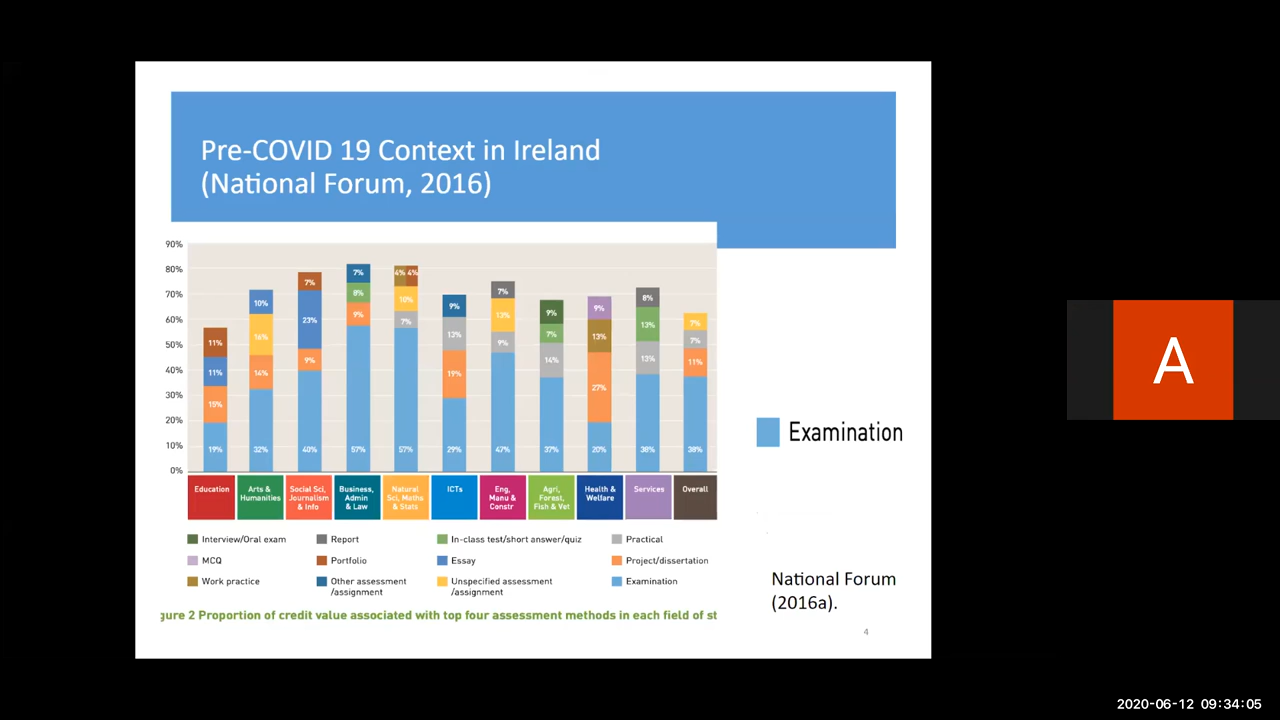 Pre-COVID 19 Context in Ireland
(National Forum, 2016)
90%
80%
70%
60%
50%
40%
30%
20%
10%
0%
11%
11%
15%
19%
10%
16%
14%
32%
7%
23%
9%
40%
7%
8%
9%
57%
4% 4%
10%
7%
57%
9%
13%
19%
29%
7%
13%
9%
47%
9%
7%
14%
37%
9%
13%
27%
20%
8%
13%
13%
38%
7%
7%
11%
38%
Education
Arts &
Humanities
Social Sci,
Journalism
& Info
Business,
Admin
& Law
Natural
Sci, Maths
& Stats
ICTs
Eng,
Manu &
Constr
Agri,
Forest,
Fish & Vet
Health &
Welfare
Services
Overall
Interview/Oral exam
Report
In-class test/short answer/quiz
Practical
MCQ
Portfolio
Essay
Project/dissertation
Work practice
Other assessment
/assignment
Unspecified assessment
/assignment
Examination
gure 2 Proportion of credit value associated with top four assessment methods in each field of st
Examination
National Forum
(2016a).
4
A
2020-06-12 09:34:05